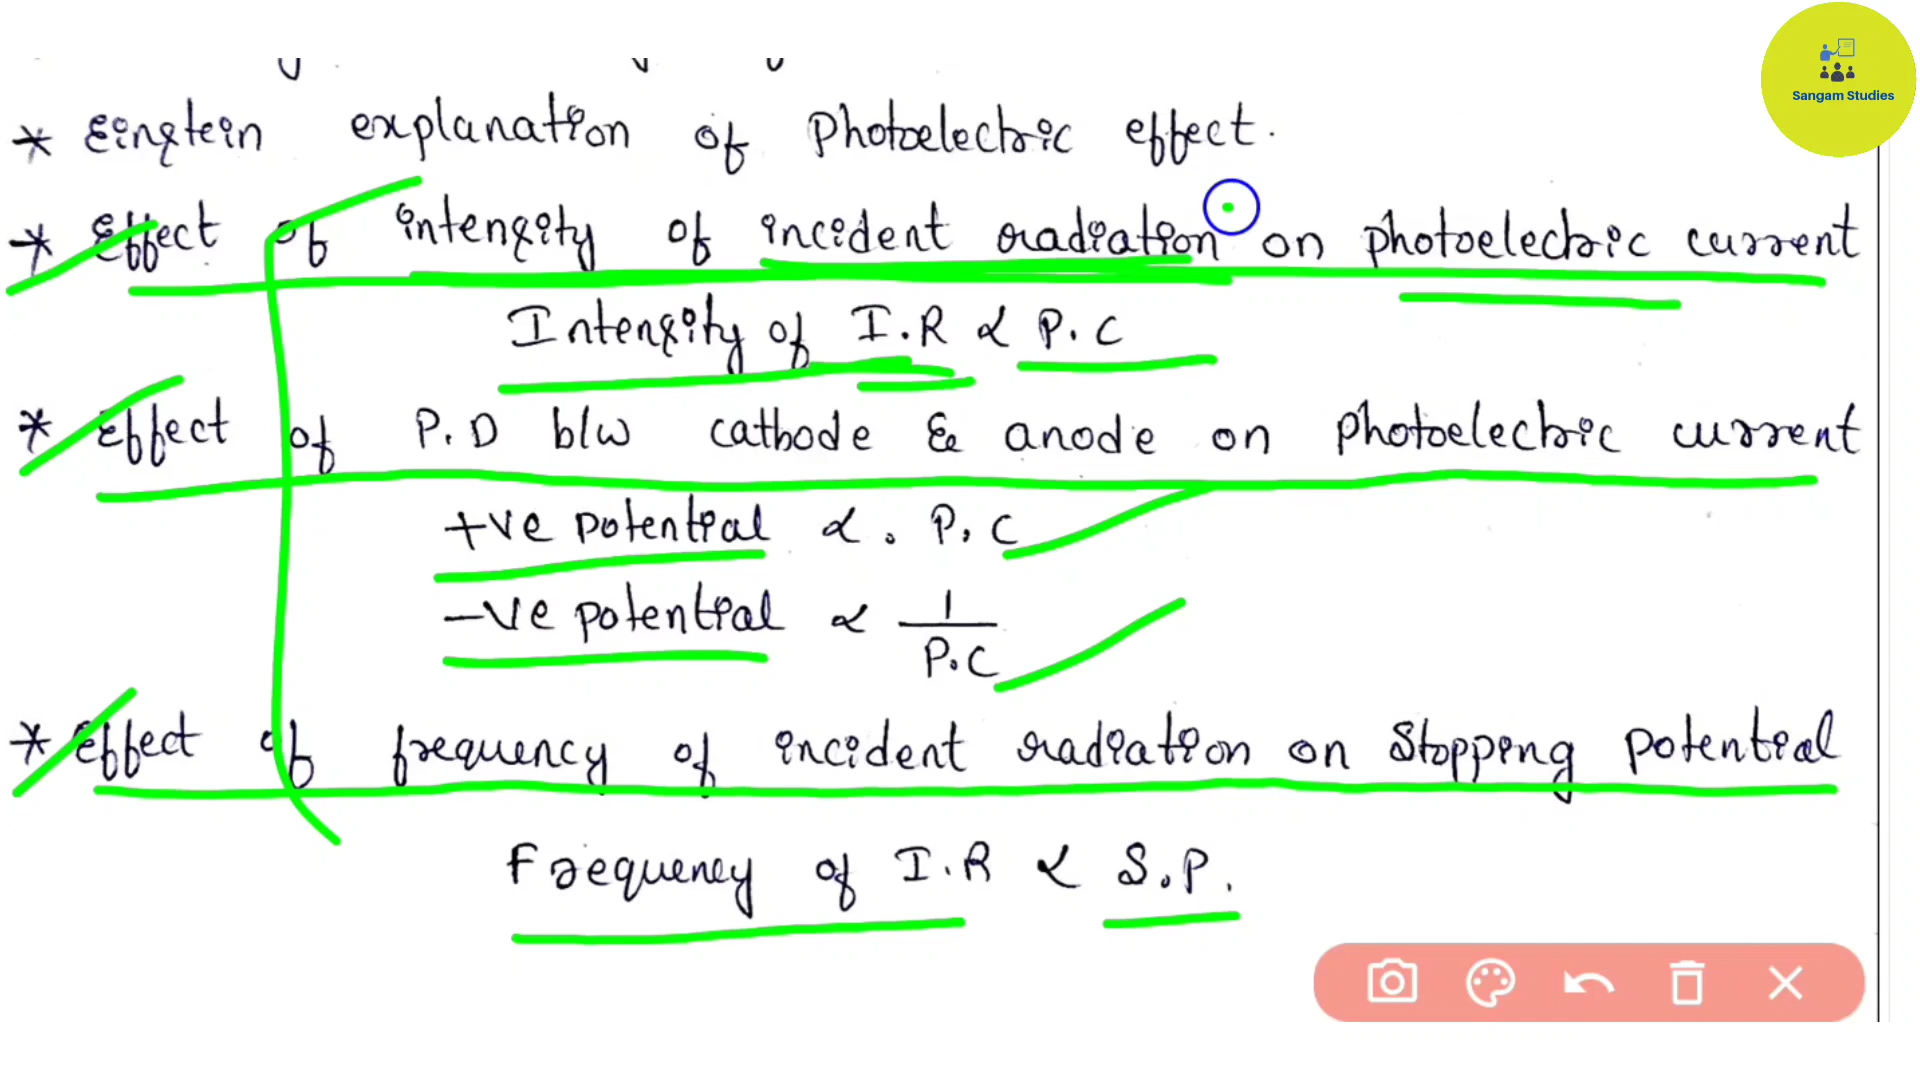 Sangam Studies
* Einstein explanation of Photoelectric effect.
* Effect of intensity of incident radiation on photoelectric current
Intensity of I.R ∝ P.C
* Effect of P.D b/w cathode & anode on photoelectric current
+ve potential ∝. P.C
-ve potential ∝ 1/P.C
* Effect of frequency of incident radiation on Stopping potential
Frequency of I.R ∝ S.P.